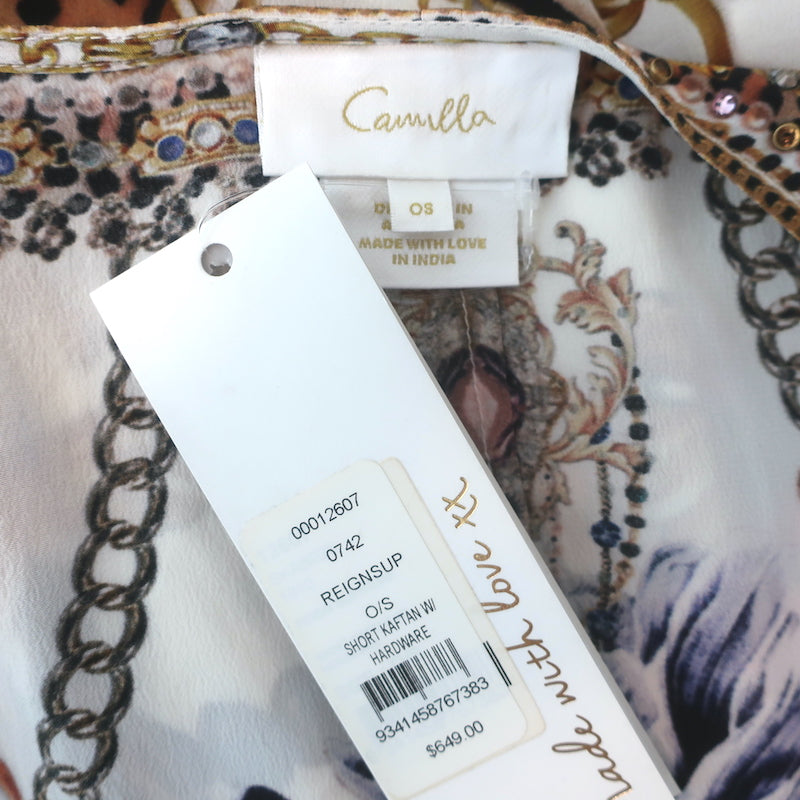 Camilla
OS
IN
MADE WITH LOVE
IN INDIA
00012607
0742
REIGNSUP
O/S
SHORT KAFTAN W/
HARDWARE
9341458767383
$649.00
made with love xx